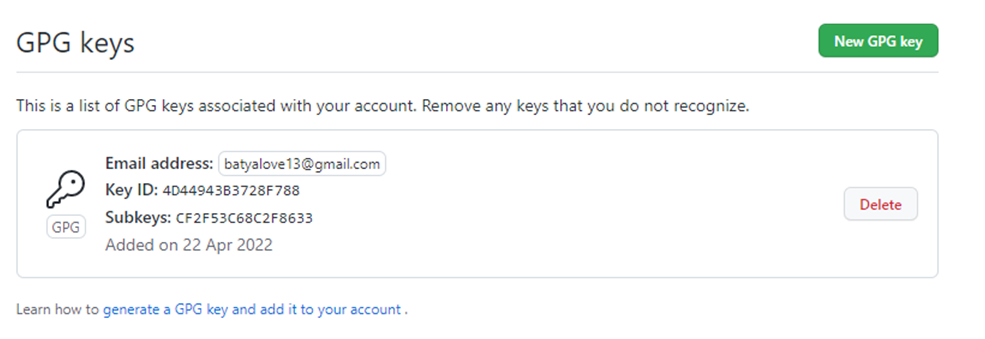 GPG keys
New GPG key
This is a list of GPG keys associated with your account. Remove any keys that you do not recognize.
Email address: batyalove13@gmail.com
Key ID: 4D44943B3728F788
GPG
Subkeys: CF2F53C68C2F8633
Delete
Added on 22 Apr 2022
Learn how to generate a GPG key and add it to your account .